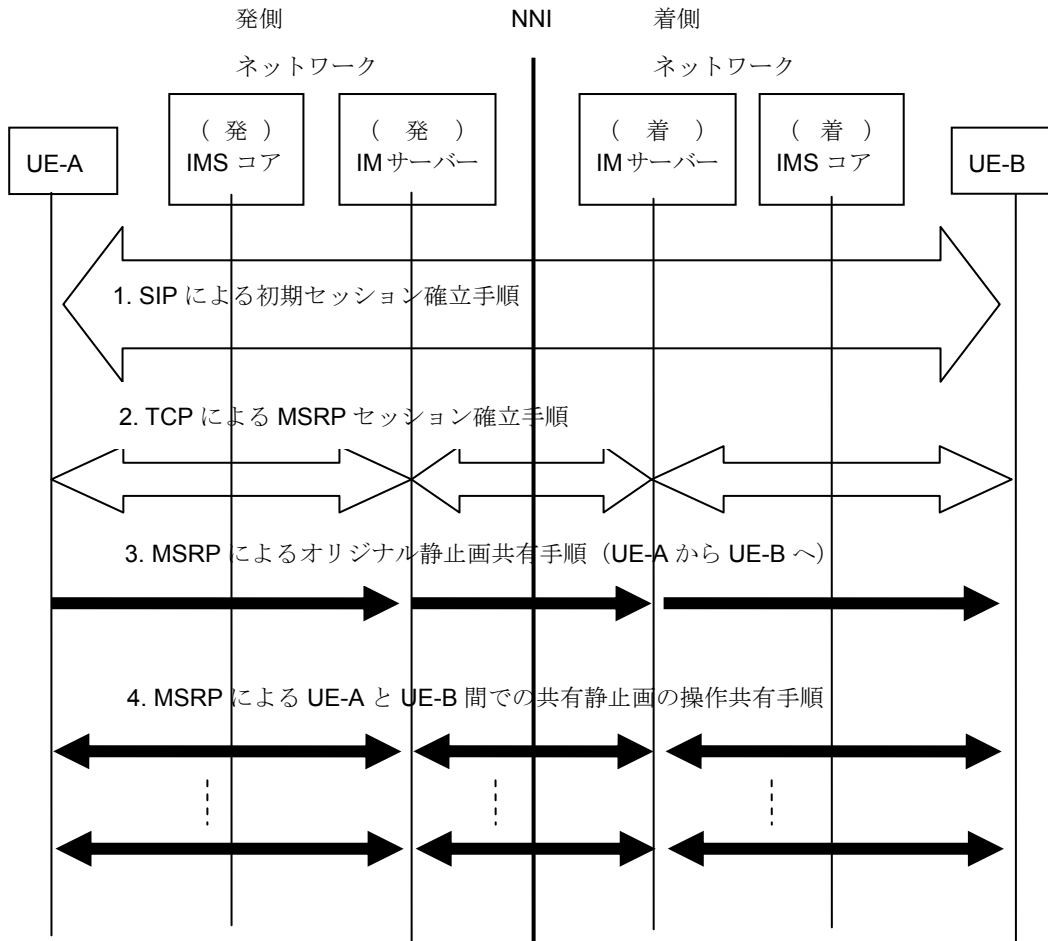 発側 NNI 着側
ネットワーク ネットワーク
UE-A
(発)
IMS コア
(発)
IMサーバー
(着)
IMサーバー
(着)
IMS コア
UE-B
1. SIP による初期セッション確立手順
2. TCP による MSRP セッション確立手順
3. MSRP によるオリジナル静止画共有手順（UE-A から UE-B へ）
4. MSRP による UE-A と UE-B 間での共有静止画の操作共有手順